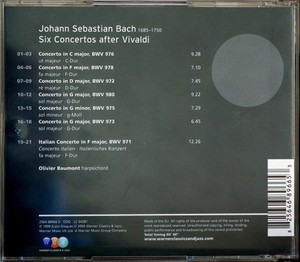 Johann Sebastian Bach 1685-1750
Six Concertos after Vivaldi
01-03 Concerto in C major, BWV 976 9.28
ut majeur · C-Dur
04-06 Concerto in F major, BWV 978 7.10
fa majeur · F-Dur
07-09 Concerto in D major, BWV 972 7.45
ré majeur · D-Dur
10-12 Concerto in G major, BWV 980 9.22
sol majeur · G-Dur
13-15 Concerto in G minor, BWV 975 7.29
sol mineur · g-Moll
16-18 Concerto in G major, BWV 973 6.45
sol majeur · G-Dur
19-21 Italian Concerto in F major, BWV 971 12.26
Concerto italien · Italienisches Konzert
fa majeur · F-Dur
Olivier Baumont harpsichord
www.warnerclassicsandjazz.com